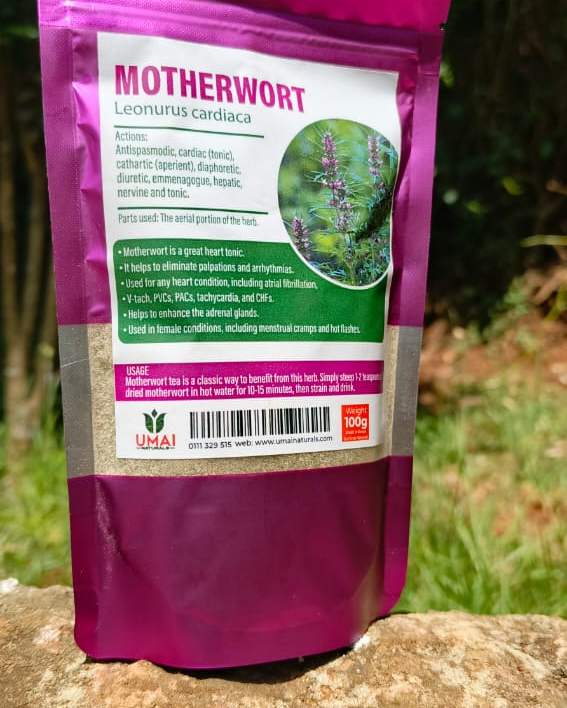 MOTHERWORT
Leonurus cardiaca
Actions:
Antispasmodic, cardiac (tonic),
cathartic (aperient), diaphoretic,
diuretic, emmenagogue, hepatic,
nervine and tonic.
Parts used: The aerial portion of the herb.
• Motherwort is a great heart tonic.
• It helps to eliminate palpations and arrhythmias.
• Used for any heart condition, including atrial fibrillation,
• V-tach, PVCs, PACs, tachycardia, and CHFs.
• Helps to enhance the adrenal glands.
• Used in female conditions, including menstrual cramps and hot flashes.
USAGE
Motherwort tea is a classic way to benefit from this herb. Simply steep 1-2
dried motherwort in hot water for 10-15 minutes, then strain and drink.
UMAI
NATURALS
0111 329 515 web: www.umainaturals.com
Weight
100g